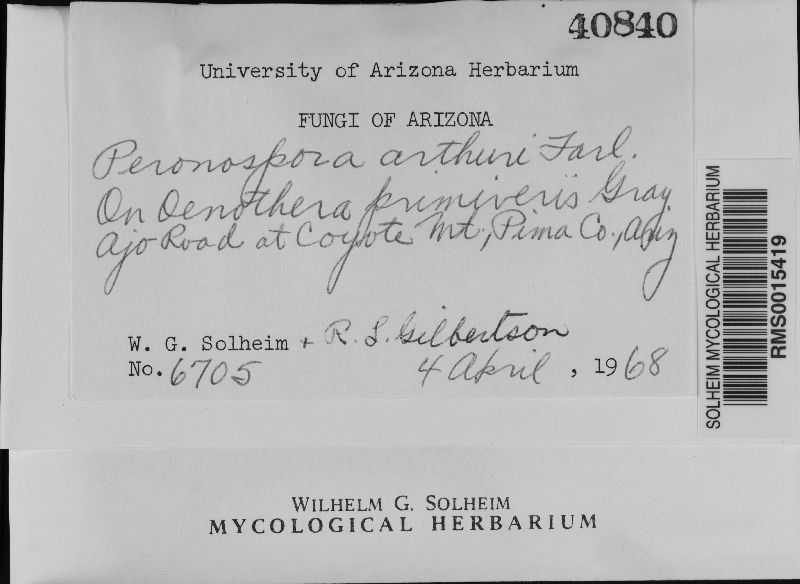 40840
University of Arizona Herbarium
FUNGI OF ARIZONA
Peronospora arthuri Farl.
On Oenothera primiveris Gray
Ajo Road at Coyote Mt., Pima Co., Ariz
W. G. Solheim + R. L. Gilbertson
No. 6705 4 April, 1968
SOLHEIM MYCOLOGICAL HERBARIUM
RMS0015419
WILHELM G. SOLHEIM
MYCOLOGICAL HERBARIUM